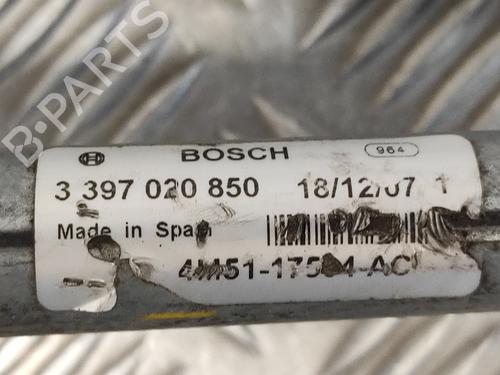 B-PARTS
BOSCH 964
3 397 020 850 18/12/07 1
Made in Spain